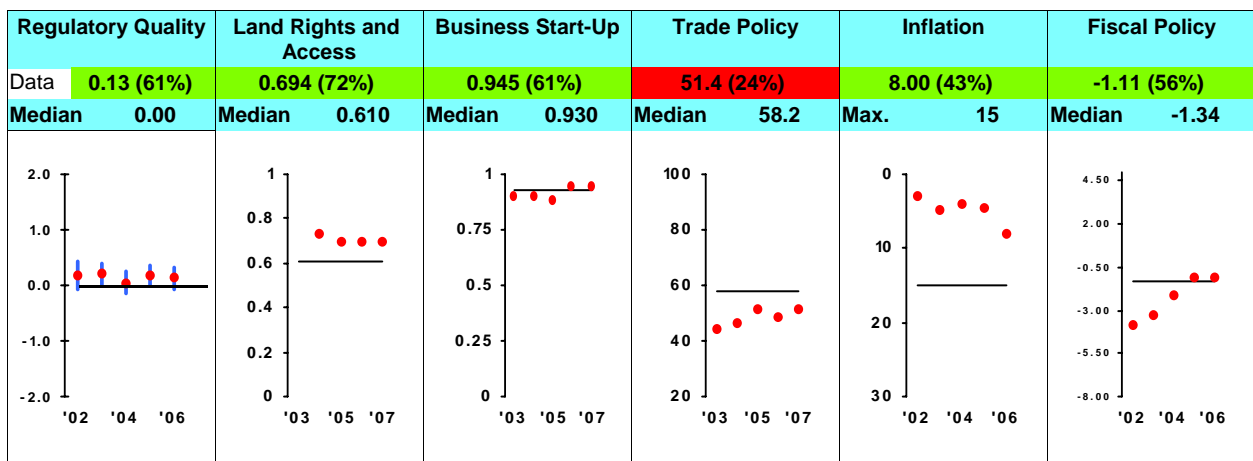 Regulatory Quality
Land Rights and
Access
Business Start-Up
Trade Policy
Inflation
Fiscal Policy
Data 0.13 (61%)
0.694 (72%)
0.945 (61%)
51.4 (24%)
8.00 (43%)
-1.11 (56%)
Median 0.00
Median 0.610
Median 0.930
Median 58.2
Max. 15
Median -1.34
2.0
1.0
0.0
-1.0
-2.0
'02 '04 '06
1
0.8
0.6
0.4
0.2
0
'03 '05 '07
1
0.75
0.5
0.25
0
'03 '05 '07
100
80
60
40
20
'03 '05 '07
0
10
20
30
'02 '04 '06
4.50
2.00
-0.50
-3.00
-5.50
-8.00
'02 '04 '06